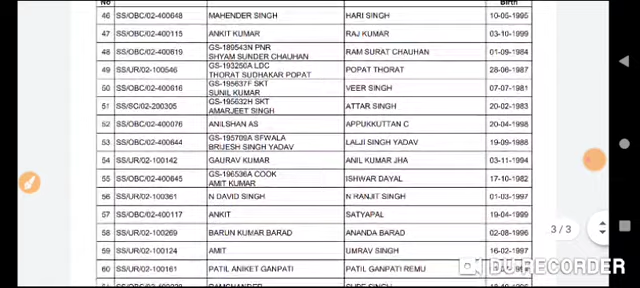 No Birth
46 SS/OBC/02-400648 MAHENDER SINGH HARI SINGH 10-05-1995
47 SS/OBC/02-400115 ANKIT KUMAR RAJ KUMAR 03-10-1999
48 SS/OBC/02-400619 GS-189543N PNR SHYAM SUNDER CHAUHAN RAM SURAT CHAUHAN 01-09-1984
49 SS/UR/02-100546 GS-193250A LDC THORAT SUDHAKAR POPAT POPAT THORAT 28-06-1987
50 SS/OBC/02-400616 GS-195637F SKT SUNIL KUMAR VEER SINGH 07-07-1981
51 SS/SC/02-200305 GS-195632H SKT AMARJEET SINGH ATTAR SINGH 20-02-1983
52 SS/OBC/02-400076 ANILSHAN AS APPUKUTTAN C 20-04-1998
53 SS/OBC/02-400644 GS-195709A SFWALA BRIJESH SINGH YADAV LALJI SINGH YADAV 19-09-1988
54 SS/UR/02-100142 GAURAV KUMAR ANIL KUMAR JHA 03-11-1994
55 SS/OBC/02-400645 GS-196536A COOK AMIT KUMAR ISHWAR DAYAL 17-10-1982
56 SS/UR/02-100361 N DAVID SINGH N RANJIT SINGH 01-03-1997
57 SS/OBC/02-400117 ANKIT SATYAPAL 19-04-1999
58 SS/UR/02-100269 BARUN KUMAR BARAD ANANDA BARAD 02-08-1996
59 SS/UR/02-100124 AMIT UMRAV SINGH 16-02-1997
60 SS/UR/02-100161 PATIL ANIKET GANPATI PATIL GANPATI REMU
3/3
DU RECORDER